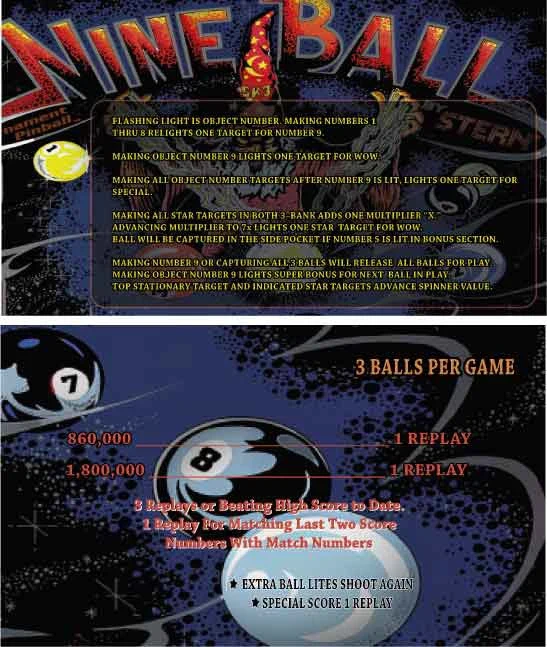 NINE BALL
SKJ
nament
Pinball
STERN
1
FLASHING LIGHT IS OBJECT NUMBER. MAKING NUMBERS 1
THRU 8 RELIGHTS ONE TARGET FOR NUMBER 9.
MAKING OBJECT NUMBER 9 LIGHTS ONE TARGET FOR WOW.
MAKING ALL OBJECT NUMBER TARGETS AFTER NUMBER 9 IS LIT, LIGHTS ONE TARGET FOR
SPECIAL.
MAKING ALL STAR TARGETS IN BOTH 3-BANK ADDS ONE MULTIPLIER "X."
ADVANCING MULTIPLIER TO 7x LIGHTS ONE STAR TARGET FOR WOW.
BALL WILL BE CAPTURED IN THE SIDE POCKET IF NUMBER 5 IS LIT IN BONUS SECTION.
MAKING NUMBER 9 OR CAPTURING ALL 3 BALLS WILL RELEASE ALL BALLS FOR PLAY.
MAKING OBJECT NUMBER 9 LIGHTS SUPER BONUS FOR NEXT BALL IN PLAY
TOP STATIONARY TARGET AND INDICATED STAR TARGETS ADVANCE SPINNER VALUE.
7
3 BALLS PER GAME
860,000 1 REPLAY
8
1,800,000 1 REPLAY
3 Replays or Beating High Score to Date.
1 Replay For Matching Last Two Score
Numbers With Match Numbers
★ EXTRA BALL LITES SHOOT AGAIN
★ SPECIAL SCORE 1 REPLAY